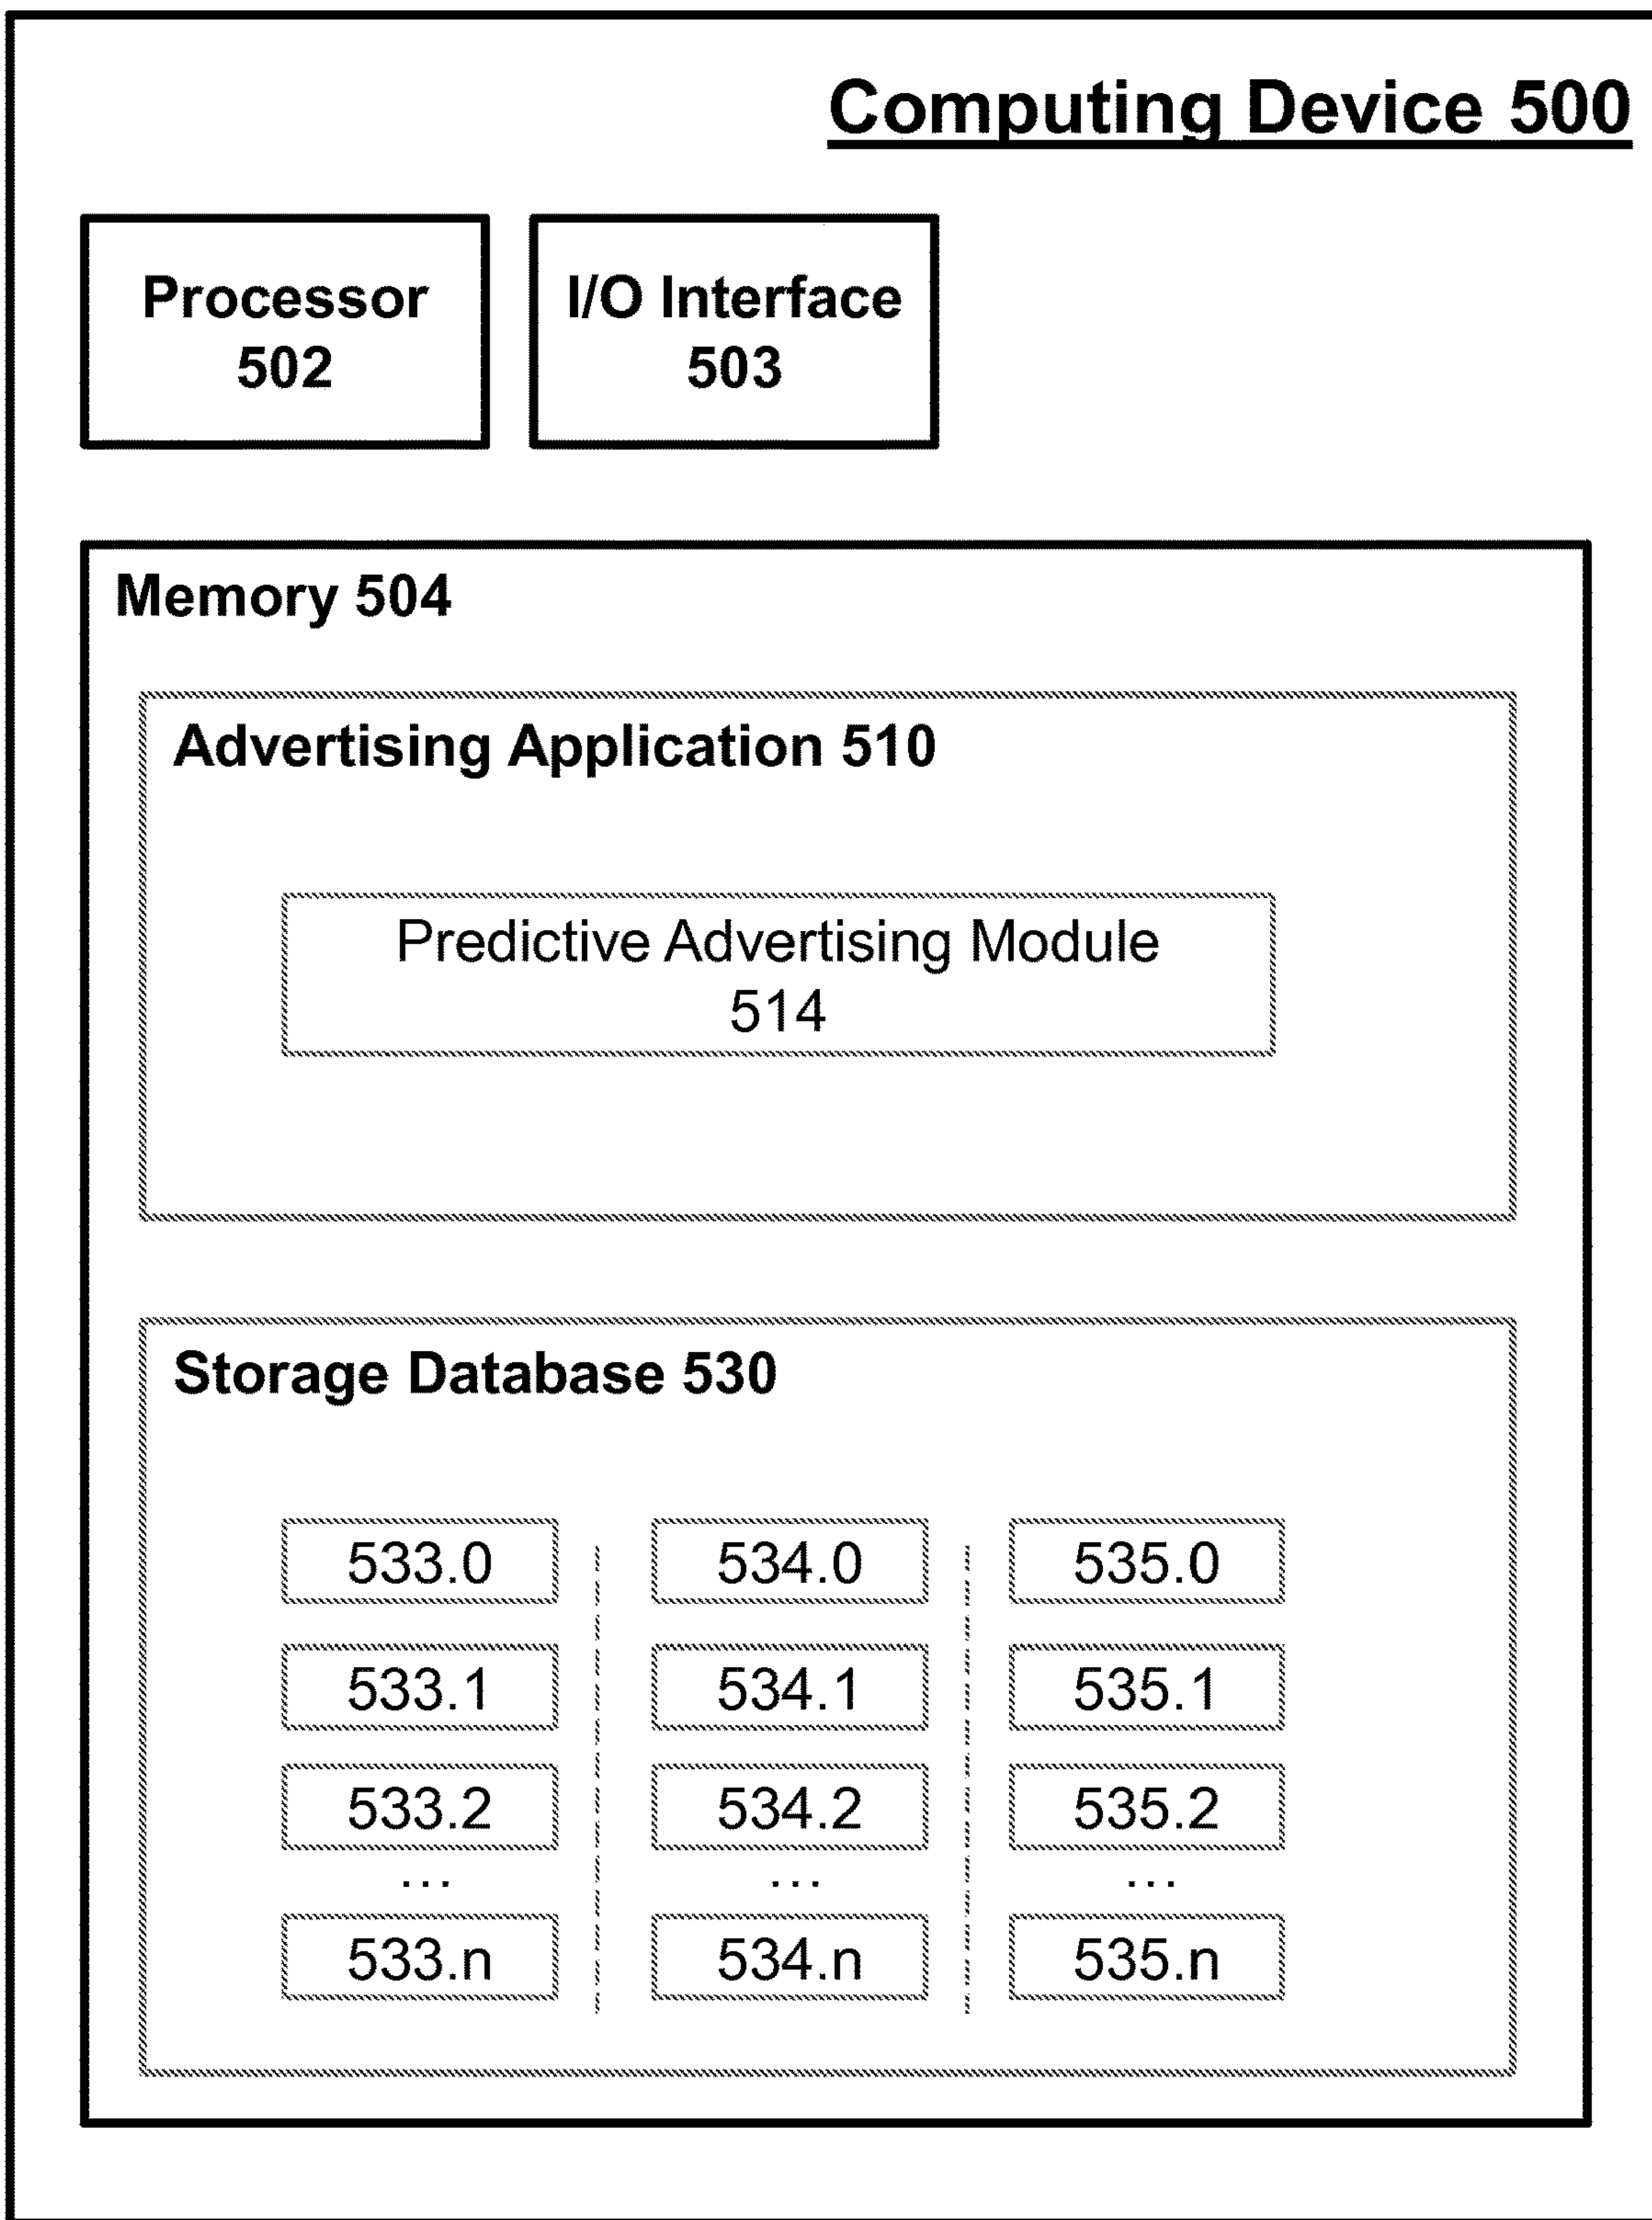 Computing Device 500
Processor
502
I/O Interface
503
Memory 504
Advertising Application 510
Predictive Advertising Module
514
Storage Database 530
533.0 534.0 535.0
533.1 534.1 535.1
533.2 534.2 535.2
... ... ...
533.n 534.n 535.n